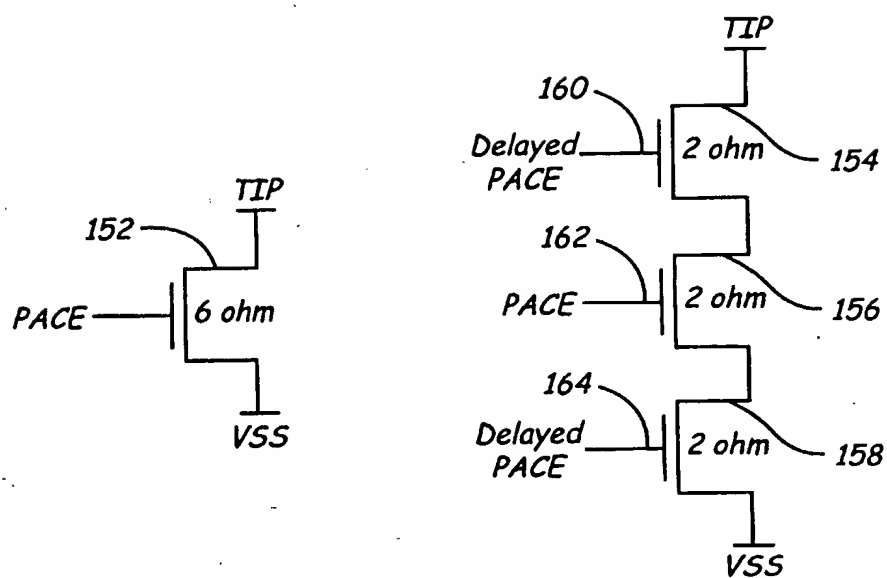 TIP
152
PACE
6 ohm
VSS
TIP
160
Delayed
PACE
2 ohm
154
162
PACE
2 ohm
156
164
Delayed
PACE
2 ohm
158
VSS